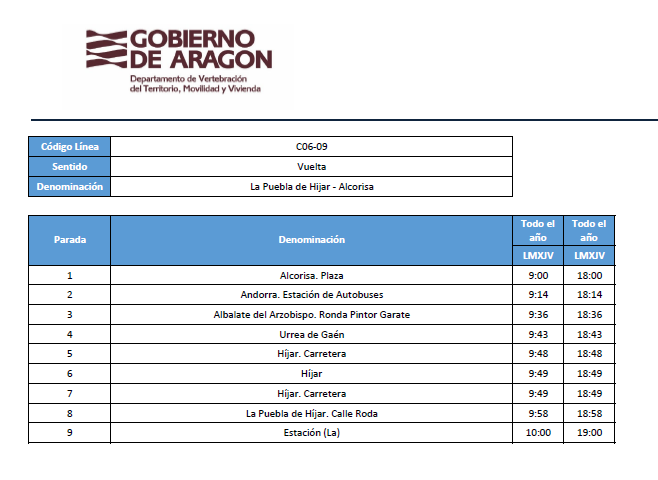 GOBIERNO
DE ARAGON
Departamento de Vertebración
del Territorio, Movilidad y Vivienda
Código Línea C06-09
Sentido Vuelta
Denominación La Puebla de Hijar - Alcorisa
Parada Denominación Todo el año Todo el año
LMXJV LMXJV
1 Alcorisa. Plaza 9:00 18:00
2 Andorra. Estación de Autobuses 9:14 18:14
3 Albalate del Arzobispo. Ronda Pintor Garate 9:36 18:36
4 Urrea de Gaén 9:43 18:43
5 Híjar. Carretera 9:48 18:48
6 Híjar 9:49 18:49
7 Híjar. Carretera 9:49 18:49
8 La Puebla de Híjar. Calle Roda 9:58 18:58
9 Estación (La) 10:00 19:00